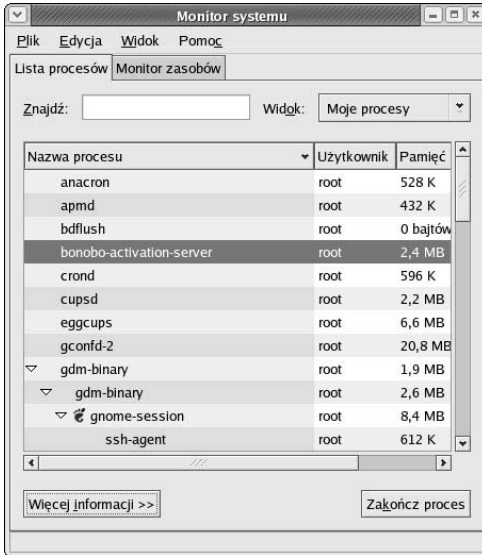 Monitor systemu
Plik Edycja Widok Pomoc
Lista procesów Monitor zasobów
Znajdź: Widok: Moje procesy
Nazwa procesu Użytkownik Pamięć
anacron root 528 K
apmd root 432 K
bdflush root 0 bajtów
bonobo-activation-server root 2,4 MB
crond root 596 K
cupsd root 2,2 MB
eggcups root 6,6 MB
gconfd-2 root 20,8 MB
gdm-binary root 1,9 MB
gdm-binary root 2,6 MB
gnome-session root 8,4 MB
ssh-agent root 612 K
Więcej informacji >> Zakończ proces